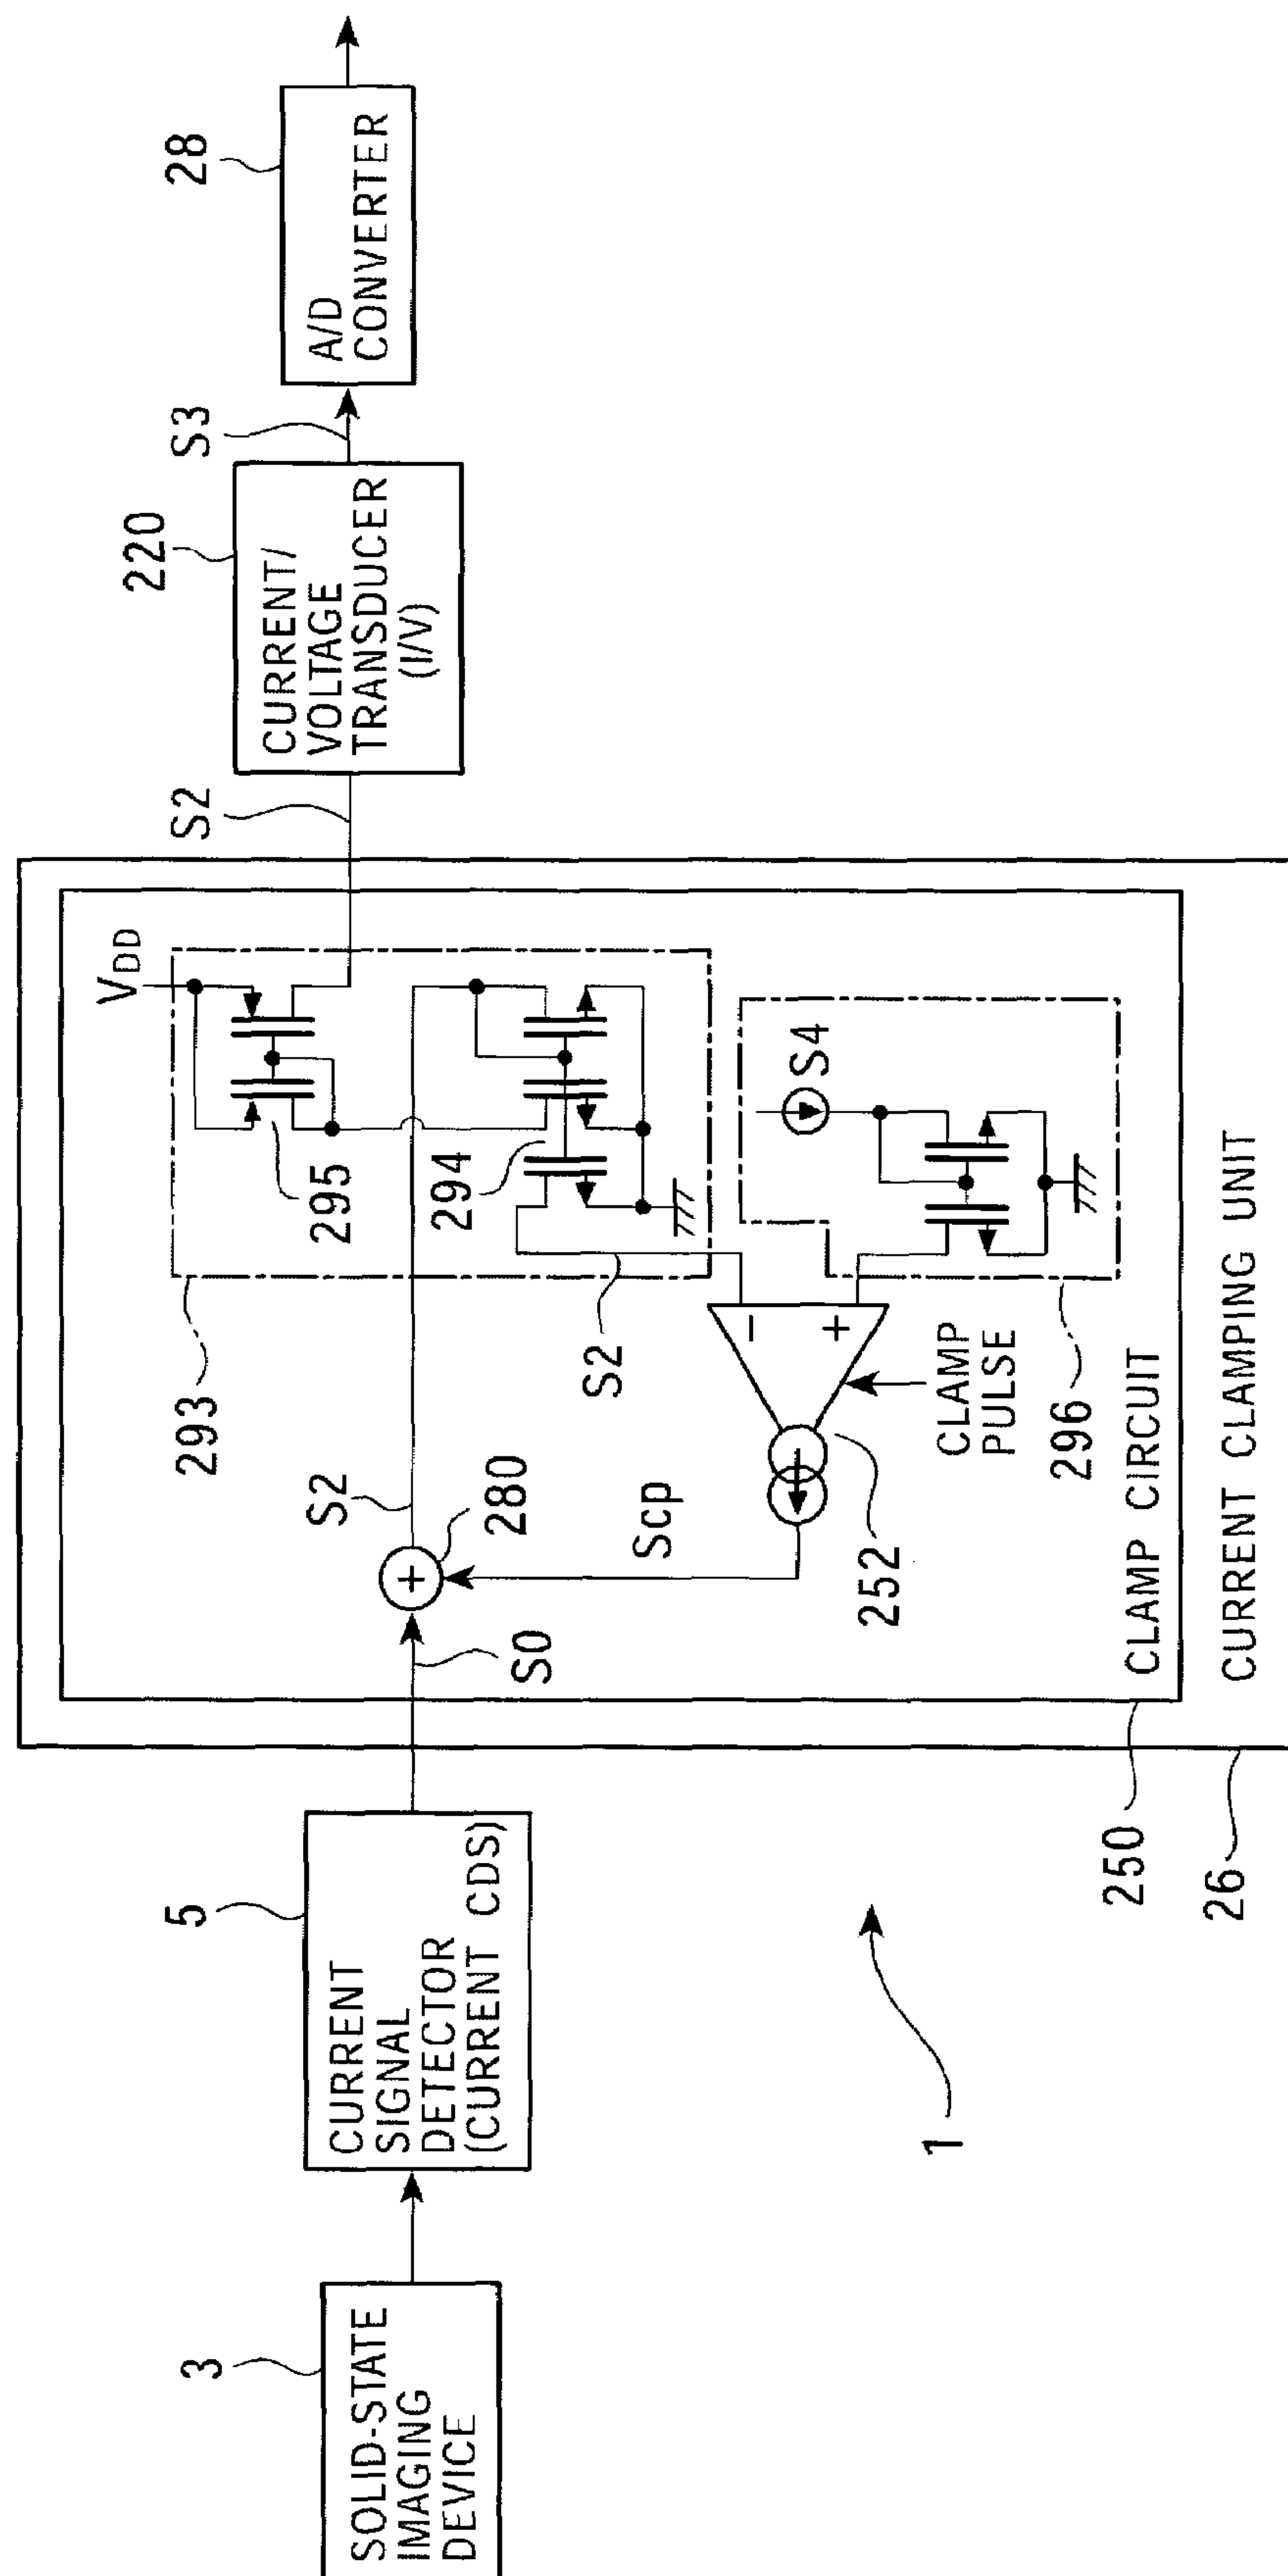 3
SOLID-STATE
IMAGING
DEVICE
5
CURRENT
SIGNAL
DETECTOR
(CURRENT CDS)
S0
280
S2
Scp
252
293
V_DD
295
294
S2
−
+
CLAMP
PULSE
S4
296
CLAMP CIRCUIT
CURRENT CLAMPING UNIT
250
26
1
S2
220
CURRENT/
VOLTAGE
TRANSDUCER
(I/V)
S3
28
A/D
CONVERTER
+